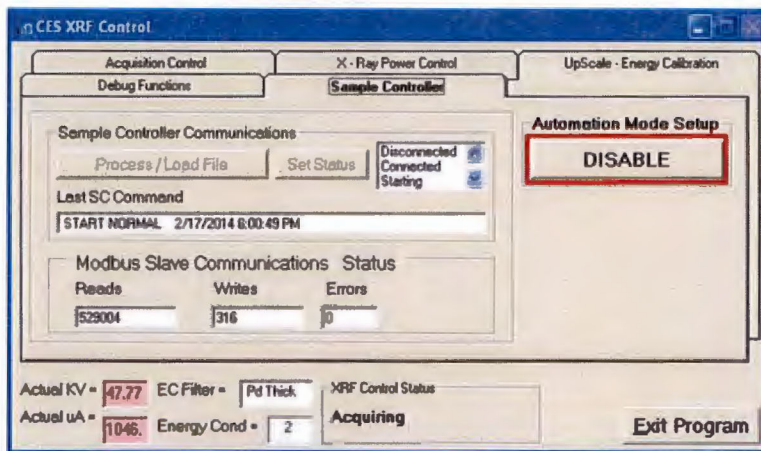 CES XRF Control
Acquisition Control
X - Ray Power Control
UpScale - Energy Calibration
Debug Functions
Sample Controller
Sample Controller Communications
Process / Load File
Set Status
Disconnected
Connected
Starting
Last SC Command
START NORMAL 2/17/2014 6:00:49 PM
Modbus Slave Communications Status
Reads Writes Errors
529004 316 0
Automation Mode Setup
DISABLE
Actual KV = 47.77 EC Filter = Pd Thick
Actual uA = 1046. Energy Cond = 2
XRF Control Status
Acquiring
Exit Program